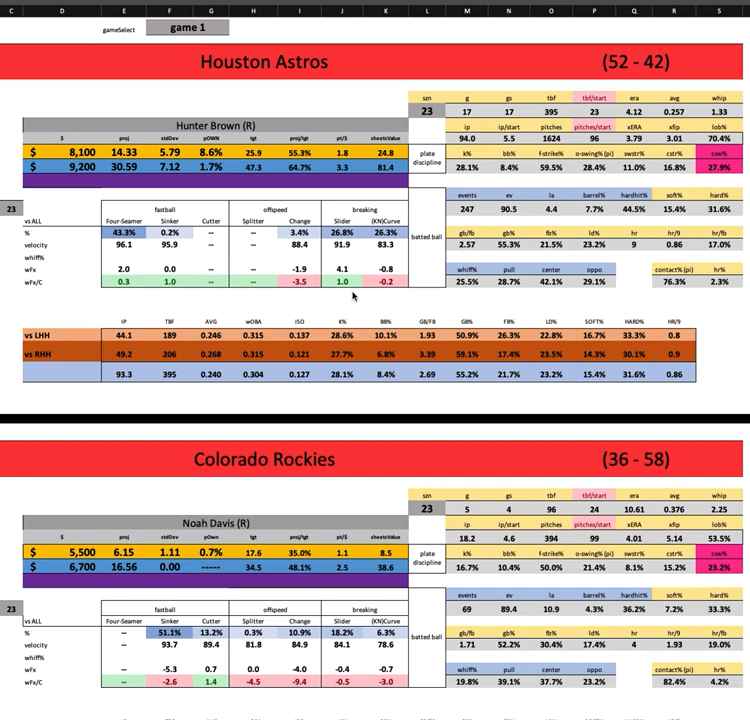 C D E F G H I J K L M N O P Q R S
gameSelect game 1
Houston Astros (52 - 42)
szn g gs tbf tbf/start era avg whip
23 17 17 395 23 4.12 0.257 1.33
Hunter Brown (R) ip ip/start pitches pitches/start xERA xfip lob%
$ proj stdDev pOWN tgt proj/tgt pt/$ sheetsValue 94.0 5.5 1624 96 3.79 3.01 70.4%
$ 8,100 14.33 5.79 8.6% 25.9 55.3% 1.8 24.8 plate discipline k% bb% f-strike% o-swing% (pi) swstr% cstr% csw%
$ 9,200 30.59 7.12 1.7% 47.3 64.7% 3.3 81.4 28.1% 8.4% 59.5% 28.4% 11.0% 16.8% 27.9%
events ev la barrel% hardhit% soft% hard%
23 fastball offspeed breaking 247 90.5 4.4 7.7% 44.5% 15.4% 31.6%
vs ALL Four-Seamer Sinker Cutter Splitter Change Slider (KN)Curve
% 43.3% 0.2% -- -- 3.4% 26.8% 26.3% batted ball gb/fb gb% fb% ld% hr hr/9 hr/fb
velocity 96.1 95.9 -- -- 88.4 91.9 83.3 2.57 55.3% 21.5% 23.2% 9 0.86 17.0%
whiff%
wFx 2.0 0.0 -- -- -1.9 4.1 -0.8 whiff% pull center oppo contact% (pi) hr%
wFx/C 0.3 1.0 -- -- -3.5 1.0 -0.2 25.5% 28.7% 42.1% 29.1% 76.3% 2.3%
IP TBF AVG wOBA ISO K% BB% GB/FB GB% FB% LD% SOFT% HARD% HR/9
vs LHH 44.1 189 0.246 0.315 0.137 28.6% 10.1% 1.93 50.9% 26.3% 22.8% 16.7% 33.3% 0.8
vs RHH 49.2 206 0.268 0.315 0.121 27.7% 6.8% 3.39 59.1% 17.4% 23.5% 14.3% 30.1% 0.9
93.3 395 0.240 0.304 0.127 28.1% 8.4% 2.69 55.2% 21.7% 23.2% 15.4% 31.6% 0.86
Colorado Rockies (36 - 58)
szn g gs tbf tbf/start era avg whip
23 5 4 96 24 10.61 0.376 2.25
Noah Davis (R) ip ip/start pitches pitches/start xERA xfip lob%
$ proj stdDev pOwn tgt proj/tgt pt/$ sheetsValue 18.2 4.6 394 99 4.01 5.14 53.5%
$ 5,500 6.15 1.11 0.7% 17.6 35.0% 1.1 8.5 plate discipline k% bb% f-strike% o-swing% (pi) swstr% cstr% csw%
$ 6,700 16.56 0.00 ----- 34.5 48.1% 2.5 38.6 16.7% 10.4% 50.0% 21.4% 8.1% 15.2% 23.2%
events ev la barrel% hardhit% soft% hard%
23 fastball offspeed breaking 69 89.4 10.9 4.3% 36.2% 7.2% 33.3%
vs ALL Four-Seamer Sinker Cutter Splitter Change Slider (KN)Curve
% -- 51.1% 13.2% 0.3% 10.9% 18.2% 6.3% batted ball gb/fb gb% fb% ld% hr hr/9 hr/fb
velocity -- 93.7 89.4 81.8 84.9 84.1 78.6 1.71 52.2% 30.4% 17.4% 4 1.93 19.0%
whiff%
wFx -- -5.3 0.7 0.0 -4.0 -0.4 -0.7 whiff% pull center oppo contact% (pi) hr%
wFx/C -- -2.6 1.4 -4.5 -9.4 -0.5 -3.0 19.8% 39.1% 37.7% 23.2% 82.4% 4.2%